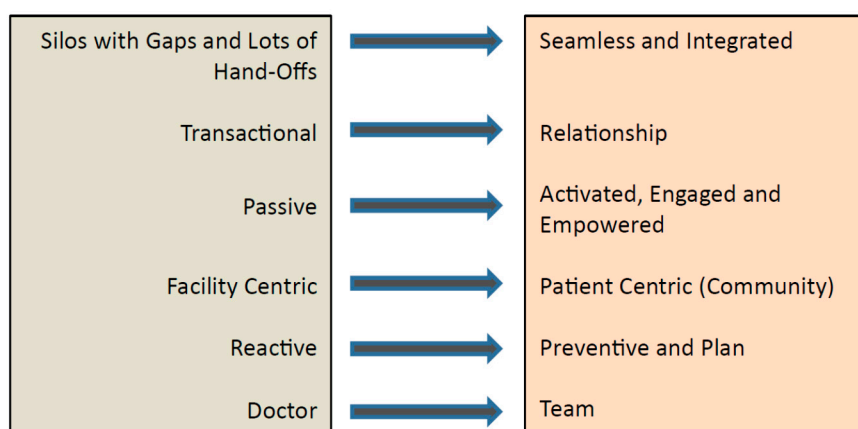 Silos with Gaps and Lots of
Hand-Offs
Seamless and Integrated
Transactional
Relationship
Passive
Activated, Engaged and
Empowered
Facility Centric
Patient Centric (Community)
Reactive
Preventive and Plan
Doctor
Team